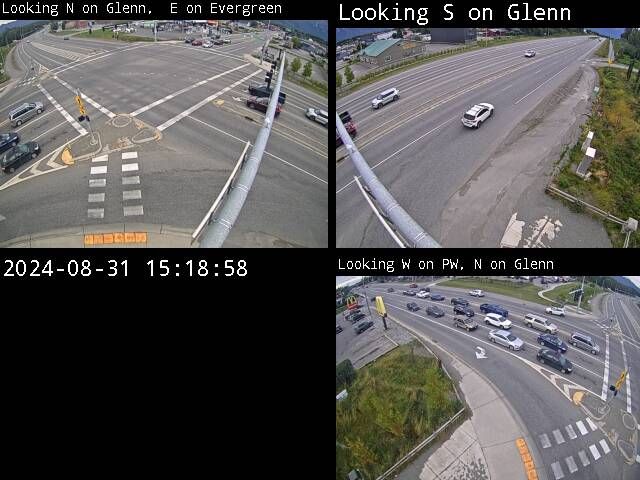 Looking N on Glenn,  E on Evergreen
Looking S on Glenn
2024-08-31 15:18:58
Looking W on PW, N on Glenn